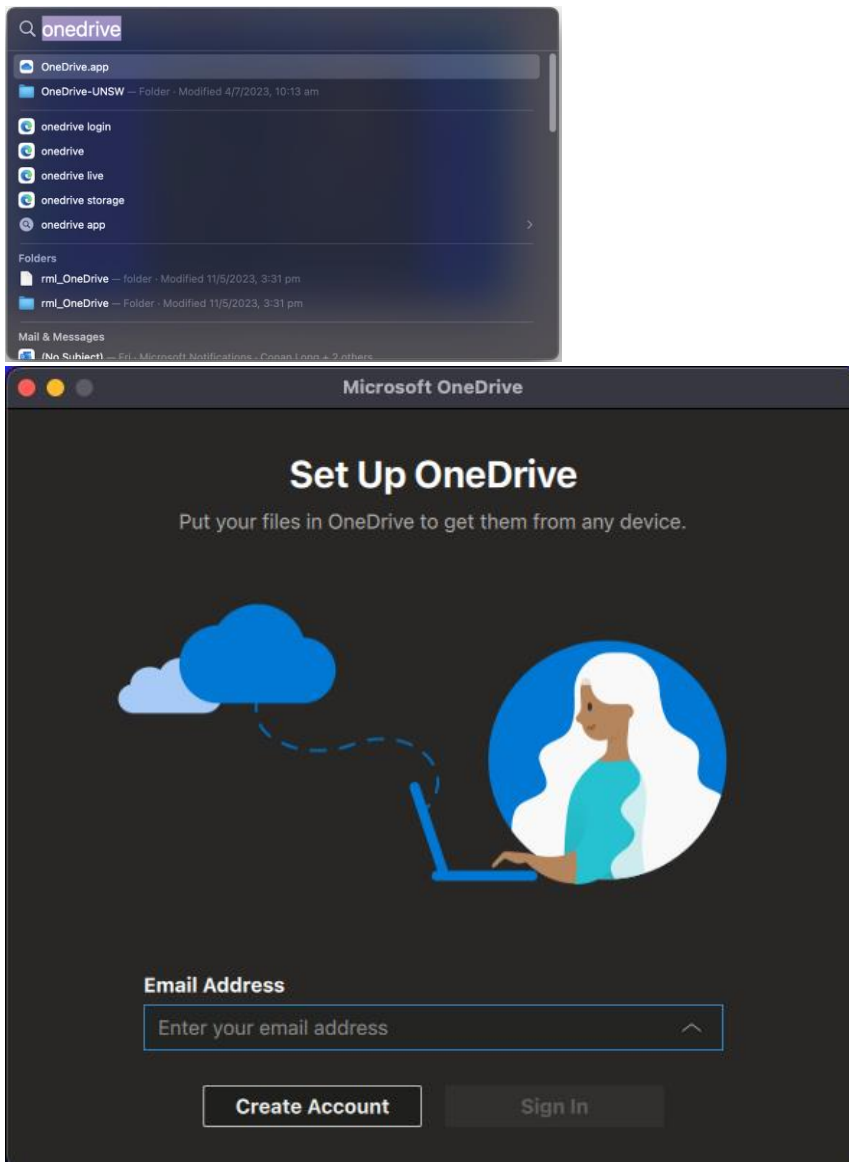 onedrive
OneDrive.app
OneDrive-UNSW — Folder · Modified 4/7/2023, 10:13 am
onedrive login
onedrive
onedrive live
onedrive storage
onedrive app
Folders
rml_OneDrive — folder · Modified 11/5/2023, 3:31 pm
rml_OneDrive — Folder · Modified 11/5/2023, 3:31 pm
Mail & Messages
(No Subject) — Fri · Microsoft Notifications · Conan Long + 2 others
Microsoft OneDrive
Set Up OneDrive
Put your files in OneDrive to get them from any device.
Email Address
Enter your email address
Create Account
Sign In